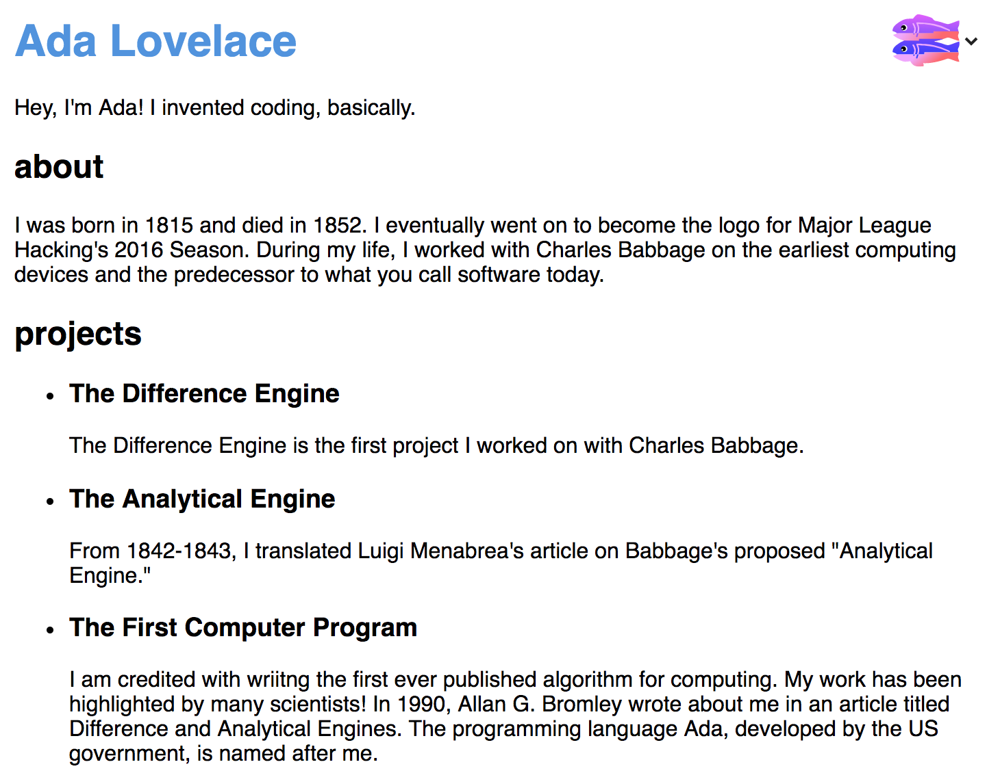 Ada Lovelace
Hey, I'm Ada! I invented coding, basically.
about
I was born in 1815 and died in 1852. I eventually went on to become the logo for Major League
Hacking's 2016 Season. During my life, I worked with Charles Babbage on the earliest computing
devices and the predecessor to what you call software today.
projects
The Difference Engine
The Difference Engine is the first project I worked on with Charles Babbage.
The Analytical Engine
From 1842-1843, I translated Luigi Menabrea's article on Babbage's proposed "Analytical
Engine."
The First Computer Program
I am credited with wriitng the first ever published algorithm for computing. My work has been
highlighted by many scientists! In 1990, Allan G. Bromley wrote about me in an article titled
Difference and Analytical Engines. The programming language Ada, developed by the US
government, is named after me.